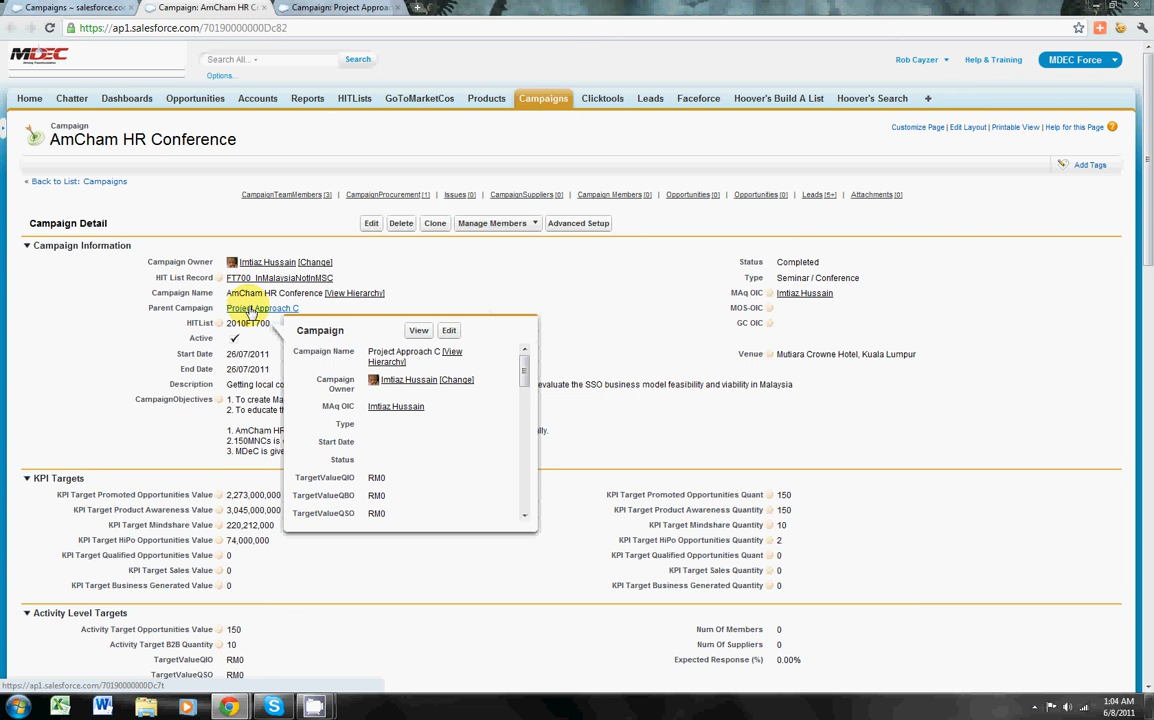 Campaigns ~ salesforce.co
Campaign: AmCham HR C
Campaign: Project Approac
https://ap1.salesforce.com/70190000000Dc82
MDEC
Search All...
Search
Options...
Rob Cayzer
Help & Training
MDEC Force
Home
Chatter
Dashboards
Opportunities
Accounts
Reports
HITLists
GoToMarketCos
Products
Campaigns
Clicktools
Leads
Faceforce
Hoover's Build A List
Hoover's Search
+
Campaign
AmCham HR Conference
Customize Page | Edit Layout | Printable View | Help for this Page
Add Tags
« Back to List: Campaigns
CampaignTeamMembers [3] | CampaignProcurement [1] | Issues [0] | CampaignSuppliers [0] | Campaign Members [0] | Opportunities [0] | Opportunities [0] | Leads [5+] | Attachments [0]
Campaign Detail
Edit
Delete
Clone
Manage Members
Advanced Setup
Campaign Information
Campaign Owner Imtiaz Hussain [Change]
Status Completed
HIT List Record FT700_InMalaysiaNotInMSC
Type Seminar / Conference
Campaign Name AmCham HR Conference [View Hierarchy]
MAq OIC Imtiaz Hussain
Parent Campaign Project Approach C
MOS-OIC
HITList 2010FT700
GC OIC
Active
Start Date 26/07/2011
Venue Mutiara Crowne Hotel, Kuala Lumpur
End Date 26/07/2011
Description Getting local co
evaluate the SSO business model feasibility and viability in Malaysia
CampaignObjectives 1. To create Ma
2. To educate th
1. AmCham HR
lly.
2.150MNCs is
3. MDeC is give
Campaign
View
Edit
Campaign Name Project Approach C [View Hierarchy]
Campaign Owner Imtiaz Hussain [Change]
MAq OIC Imtiaz Hussain
Type
Start Date
Status
TargetValueQIO RM0
TargetValueQBO RM0
TargetValueQSO RM0
KPI Targets
KPI Target Promoted Opportunities Value 2,273,000,000
KPI Target Promoted Opportunities Quant 150
KPI Target Product Awareness Value 3,045,000,000
KPI Target Product Awareness Quantity 150
KPI Target Mindshare Value 220,212,000
KPI Target Mindshare Quantity 10
KPI Target HiPo Opportunities Value 74,000,000
KPI Target HiPo Opportunities Quantity 2
KPI Target Qualified Opportunities Value 0
KPI Target Qualified Opportunities Quant 0
KPI Target Sales Value 0
KPI Target Sales Quantity 0
KPI Target Business Generated Value 0
KPI Target Business Generated Quantity 0
Activity Level Targets
Activity Target Opportunities Value 150
Num Of Members 0
Activity Target B2B Quantity 10
Num Of Suppliers 0
TargetValueQIO RM0
Expected Response (%) 0.00%
TargetValueQSO RM0
https://ap1.salesforce.com/70190000000Dc7t
1:04 AM
6/8/2011